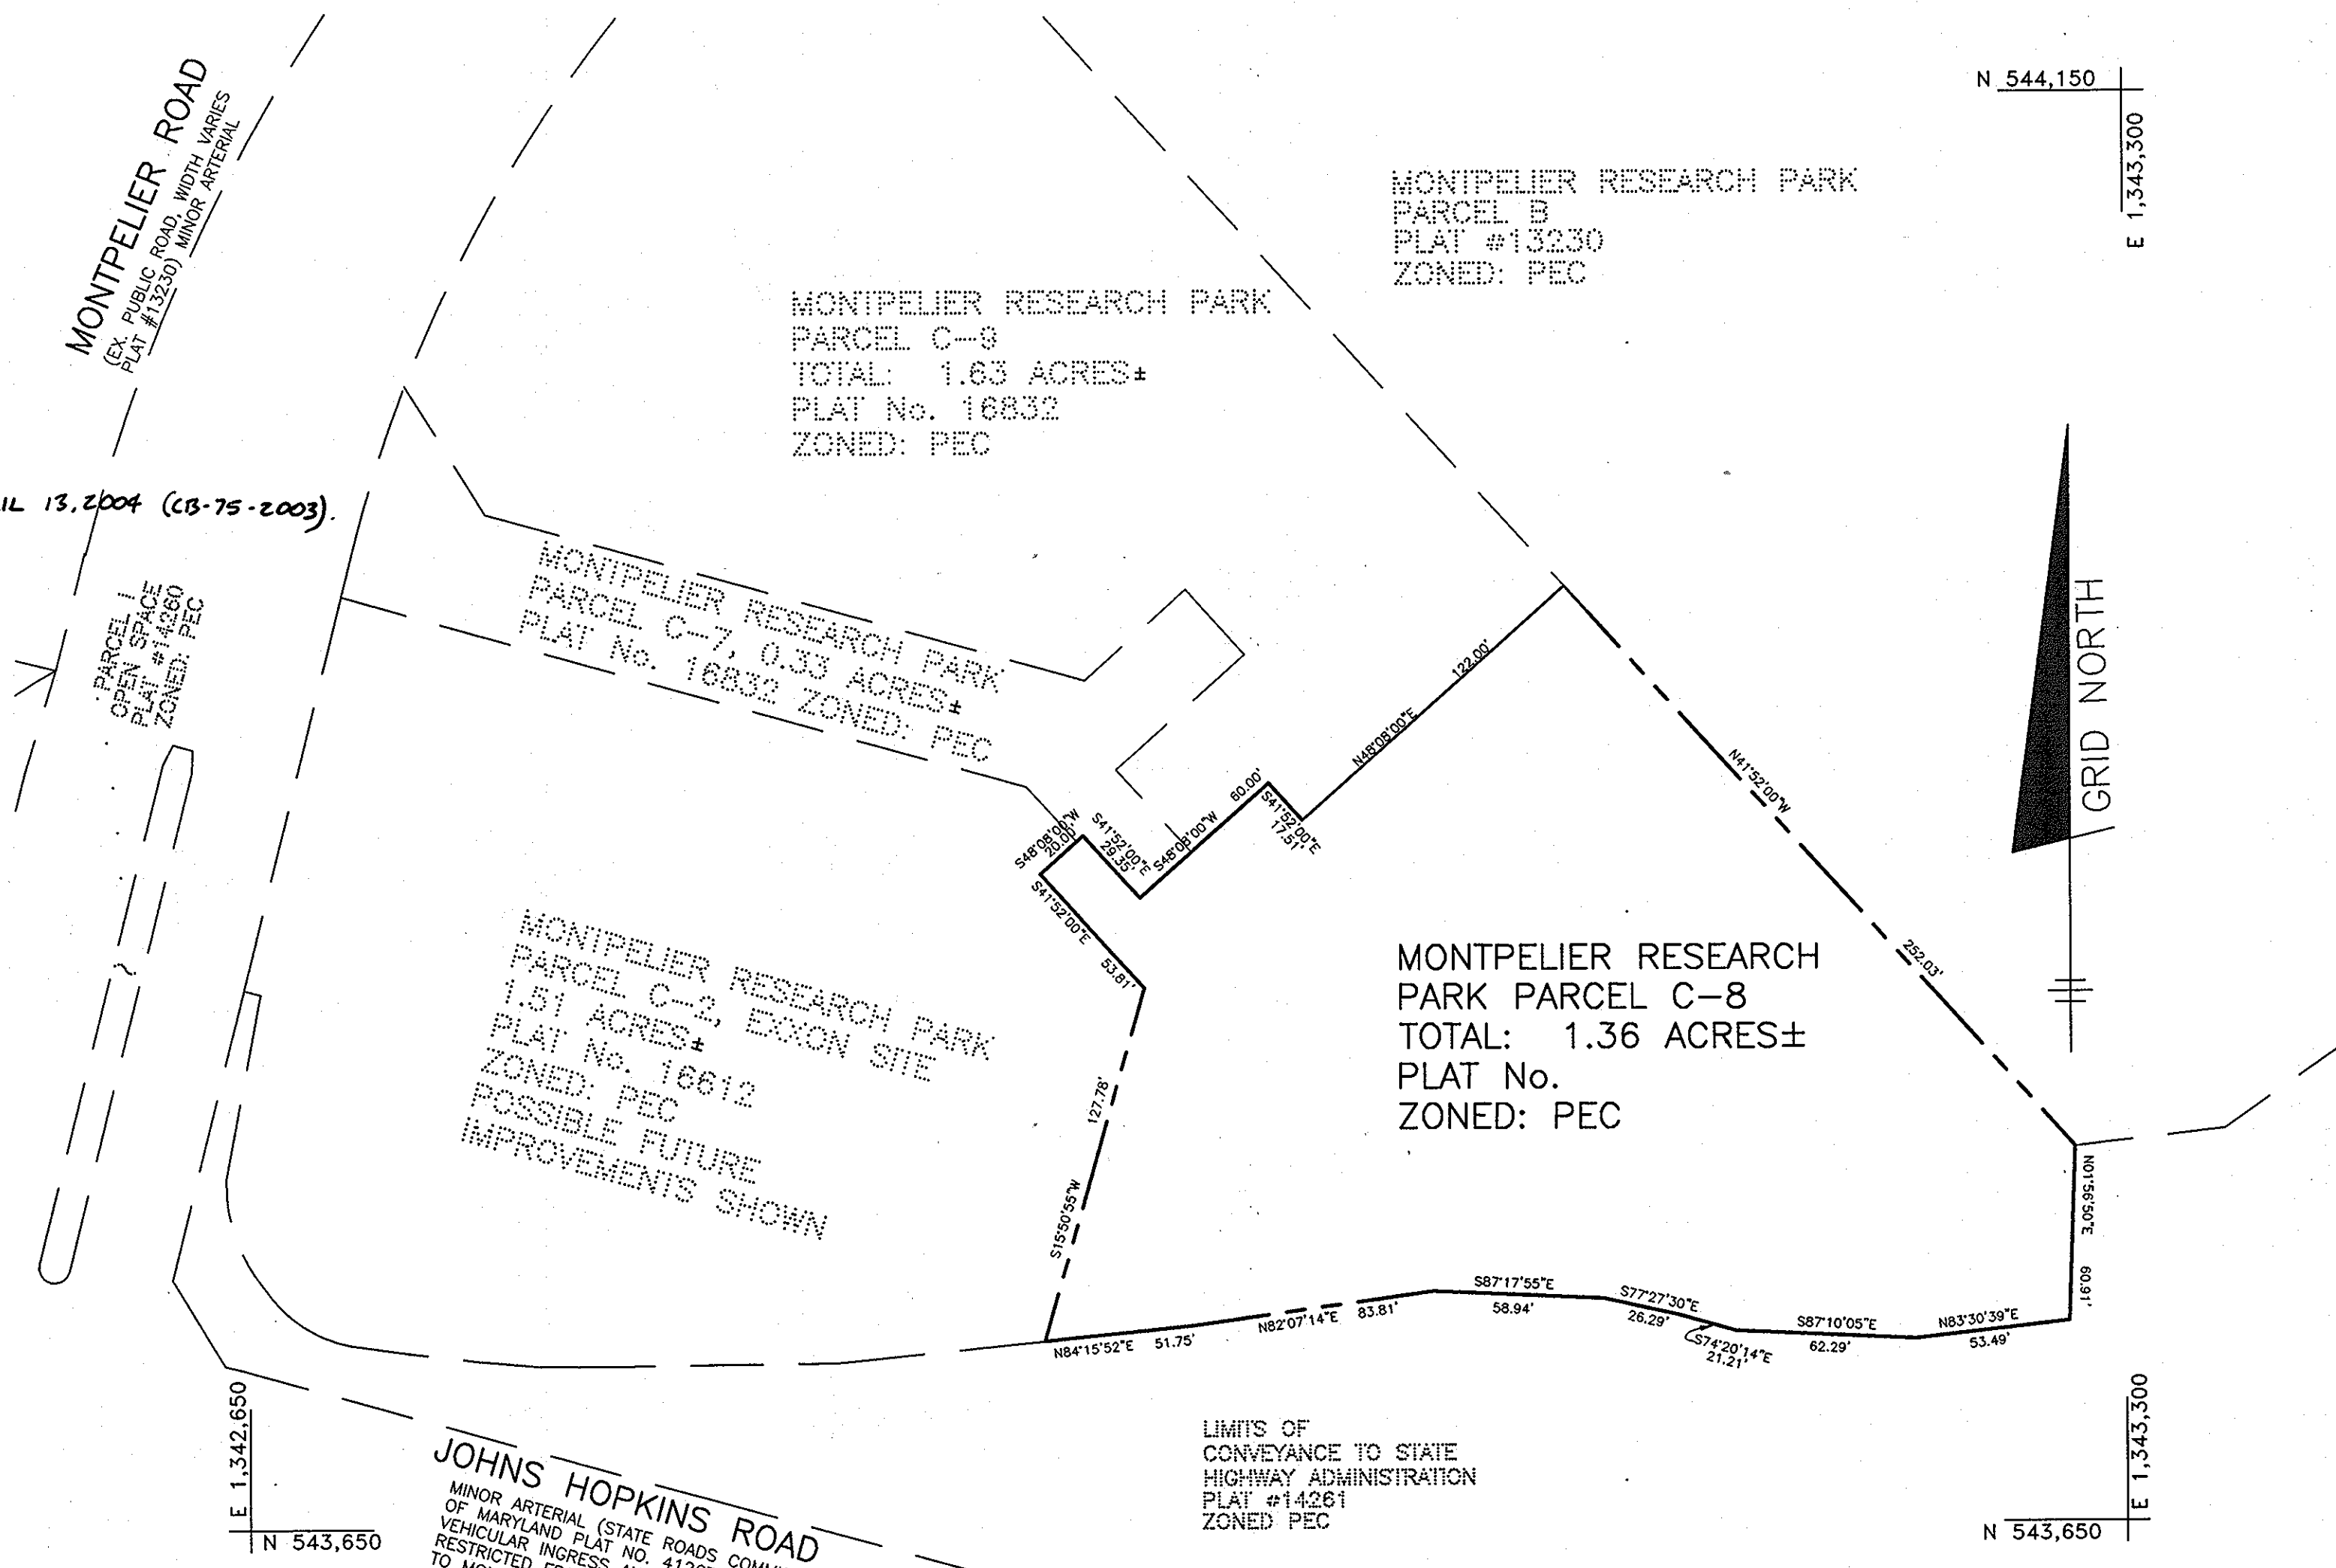 MONTPELIER ROAD
(EX. PUBLIC ROAD, WIDTH VARIES
PLAT #13230) MINOR ARTERIAL
N 544,150
E 1,343,300
MONTPELIER RESEARCH PARK
PARCEL B
PLAT #13230
ZONED: PEC
MONTPELIER RESEARCH PARK
PARCEL C-9
TOTAL: 1.63 ACRES±
PLAT No. 16832
ZONED: PEC
IL 13, 2004 (CB-75-2003).
PARCEL I
OPEN SPACE
PLAT #14260
ZONED: PEC
MONTPELIER RESEARCH PARK
PARCEL C-7, 0.33 ACRES±
PLAT No. 16832 ZONED: PEC
GRID NORTH
122.00'
N48°08'00"E
N41°52'00"W
252.03'
60.00'
S48°08'00"W
S41°52'00"E
17.51'
S48°08'00"W
20.00'
S41°52'00"E
29.35'
S41°52'00"E
53.81'
127.78'
S15°50'55"W
MONTPELIER RESEARCH PARK
PARCEL C-2, EXXON SITE
1.51 ACRES±
PLAT No. 16612
ZONED: PEC
POSSIBLE FUTURE
IMPROVEMENTS SHOWN
MONTPELIER RESEARCH
PARK PARCEL C-8
TOTAL: 1.36 ACRES±
PLAT No.
ZONED: PEC
N01°56'50"E
60.91'
N84°15'52"E 51.75'
N82°07'14"E 83.81'
S87°17'55"E
58.94'
S77°27'30"E
26.29'
S74°20'14"E
21.21'
S87°10'05"E
62.29'
N83°30'39"E
53.49'
E 1,342,650
N 543,650
JOHNS HOPKINS ROAD
MINOR ARTERIAL (STATE ROADS
OF MARYLAND PLAT NO.
VEHICULAR INGRESS
RESTRICTED
TO
LIMITS OF
CONVEYANCE TO STATE
HIGHWAY ADMINISTRATION
PLAT #14261
ZONED PEC
E 1,343,300
N 543,650